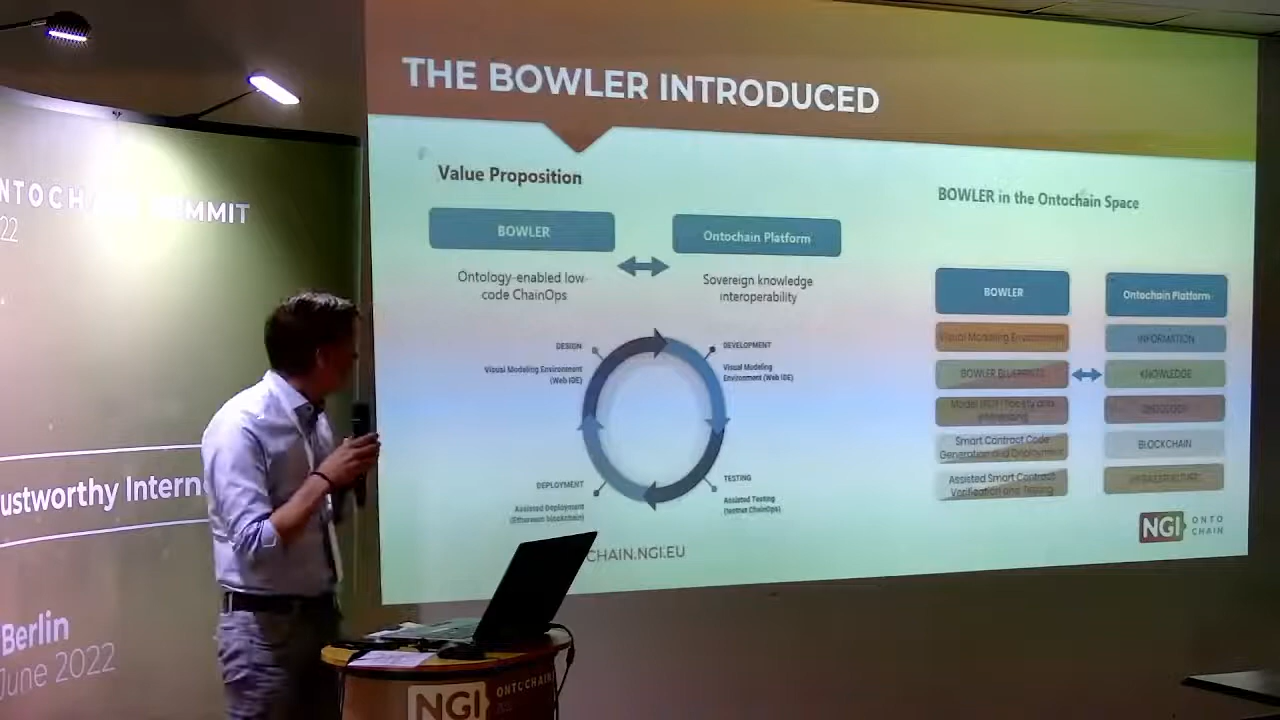 THE BOWLER INTRODUCED
Value Proposition
BOWLER
Ontochain Platform
Ontology-enabled low-
code ChainOps
Sovereign knowledge
interoperability
DESIGN
Visual Modeling Environment
(Web IDE)
DEVELOPMENT
Visual Modeling
Environment (Web IDE)
DEPLOYMENT
Assisted Deployment
(Ethereum blockchain)
TESTING
Assisted Testing
CHAIN.NGI.EU
BOWLER in the Ontochain Space
BOWLER
Ontochain Platform
Visual Modeling Environment
INFORMATION
BOWLER BLUEPRINTS
KNOWLEDGE
ONTOLOGY
Smart Contract Code
Generation and Deployment
BLOCKCHAIN
Assisted Smart Contract
Verification and Testing
INFRASTRUCTURE
NGI ONTO
CHAIN
NTOCH
MMIT
22
ustworthy Intern
Berlin
June 2022
NGI ONTOCHAIN